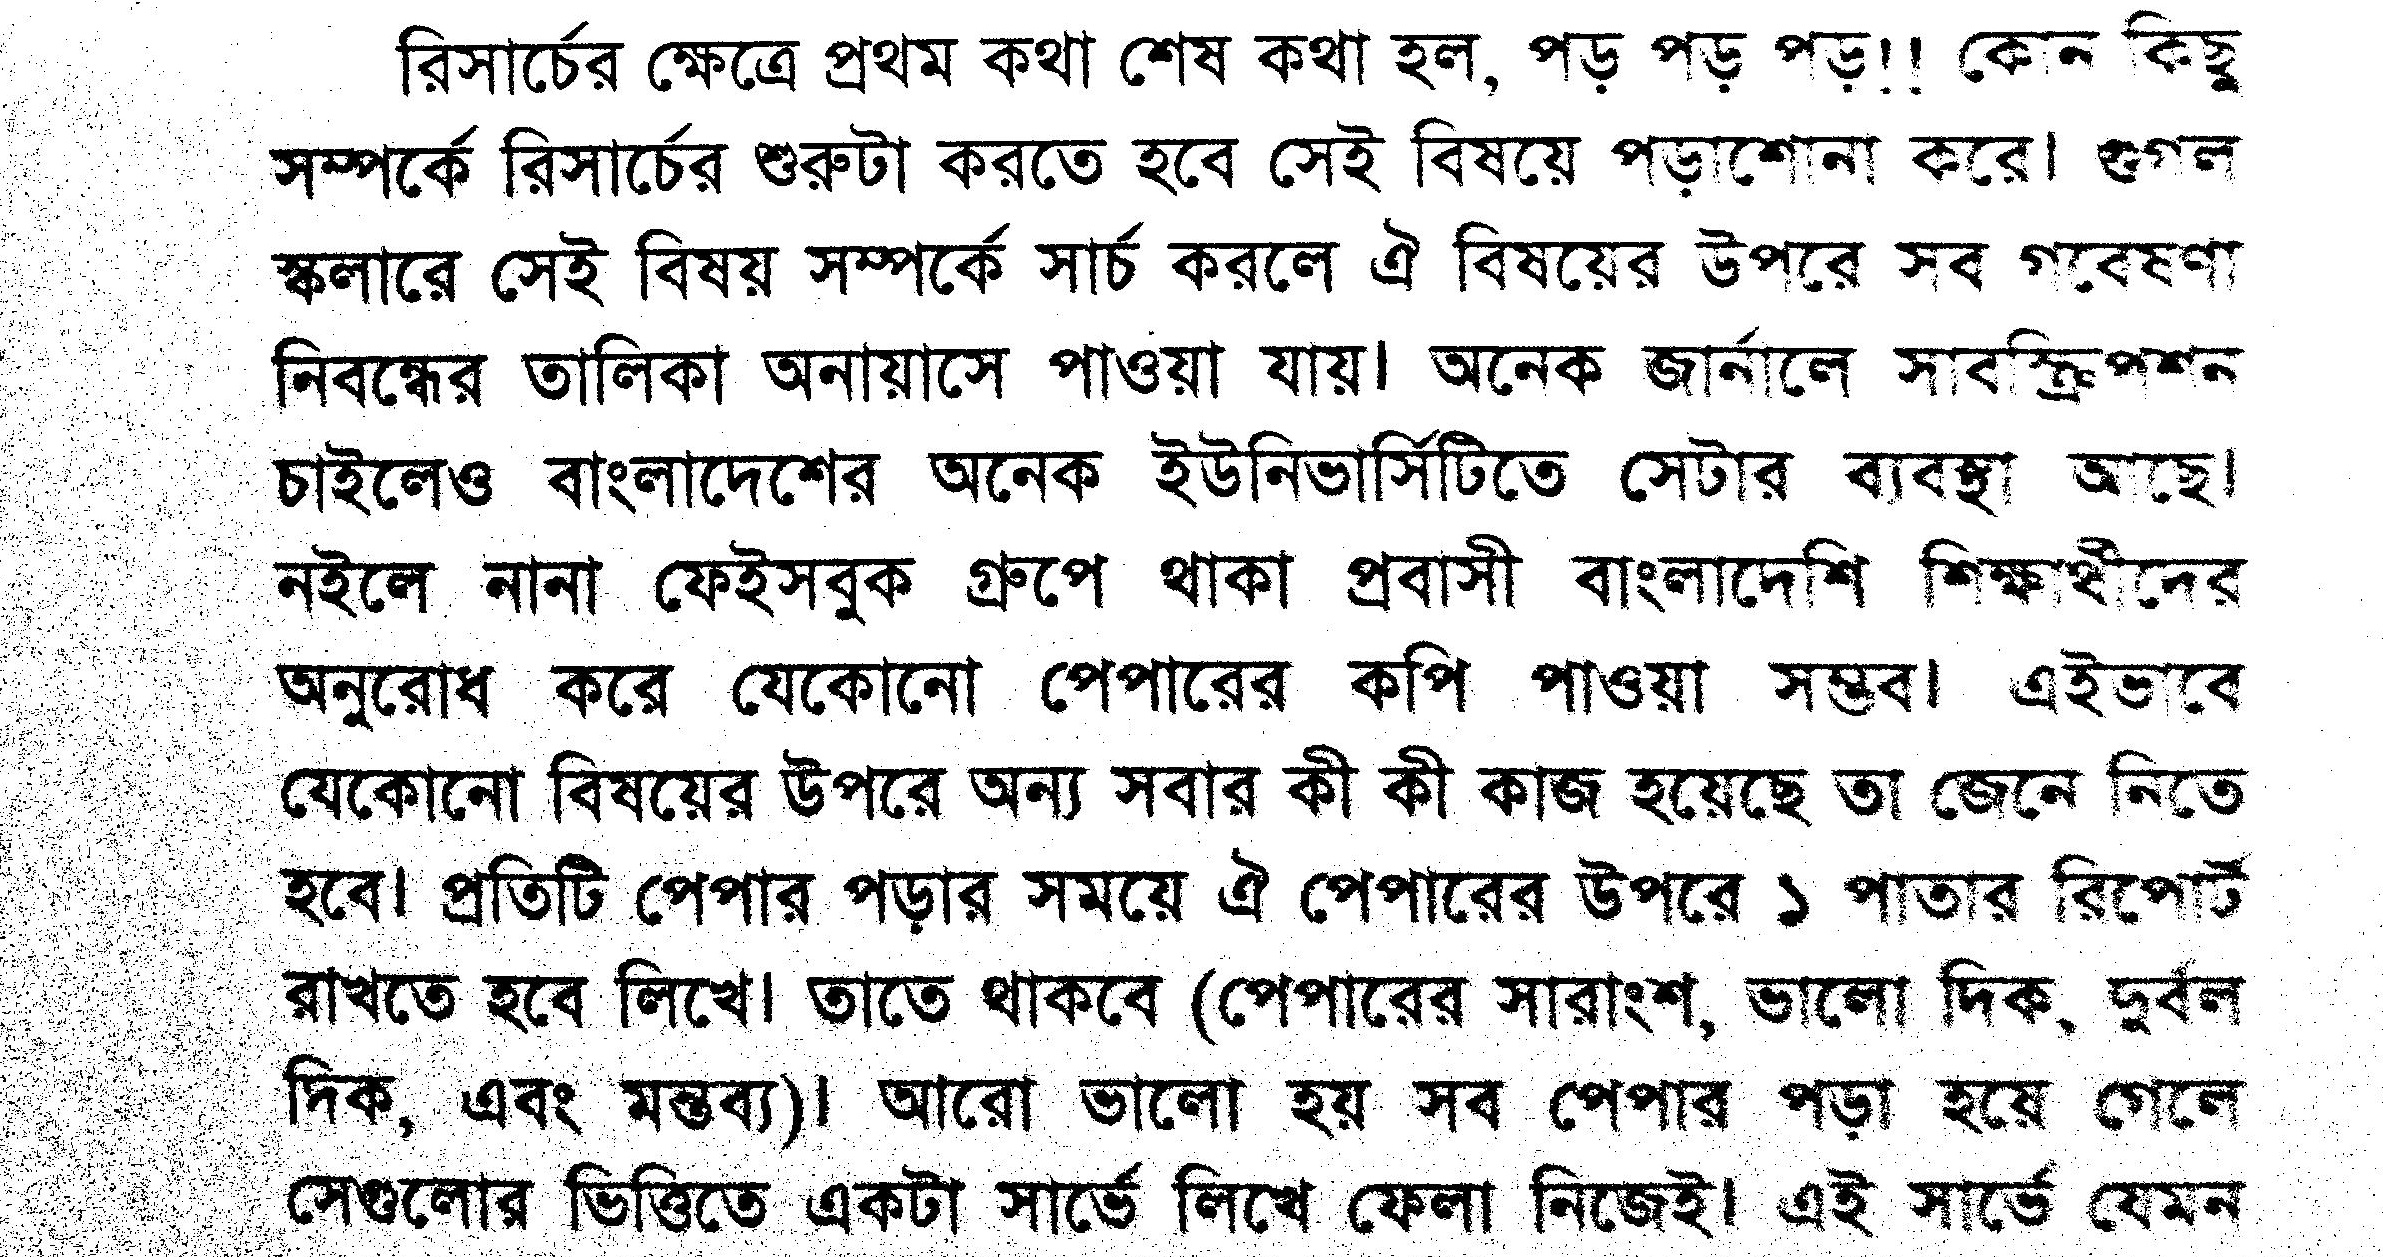 রিসার্চের ক্ষেত্রে প্রথম কথা শেষ কথা হল, পড় পড় পড়!! কোন কিছু
সম্পর্কে রিসার্চের শুরুটা করতে হবে সেই বিষয়ে পড়াশোনা করে। গুগল
স্কলারে সেই বিষয় সম্পর্কে সার্চ করলে ঐ বিষয়ের উপরে সব গবেষণা
নিবন্ধের তালিকা অনায়াসে পাওয়া যায়। অনেক জার্নালে সাবস্ক্রিপশন
চাইলেও বাংলাদেশের অনেক ইউনিভার্সিটিতে সেটার ব্যবস্থা আছে।
নইলে নানা ফেইসবুক গ্রুপে থাকা প্রবাসী বাংলাদেশি শিক্ষার্থীদের
অনুরোধ করে যেকোনো পেপারের কপি পাওয়া সম্ভব। এইভাবে
যেকোনো বিষয়ের উপরে অন্য সবার কী কী কাজ হয়েছে তা জেনে নিতে
হবে। প্রতিটি পেপার পড়ার সময়ে ঐ পেপারের উপরে ১ পাতার রিপোর্ট
রাখতে হবে লিখে। তাতে থাকবে (পেপারের সারাংশ, ভালো দিক, দুর্বল
দিক, এবং মন্তব্য)। আরো ভালো হয় সব পেপার পড়া হয়ে গেলে
সেগুলোর ভিত্তিতে একটা সার্ভে লিখে ফেলা নিজেই। এই সার্ভে যেমন